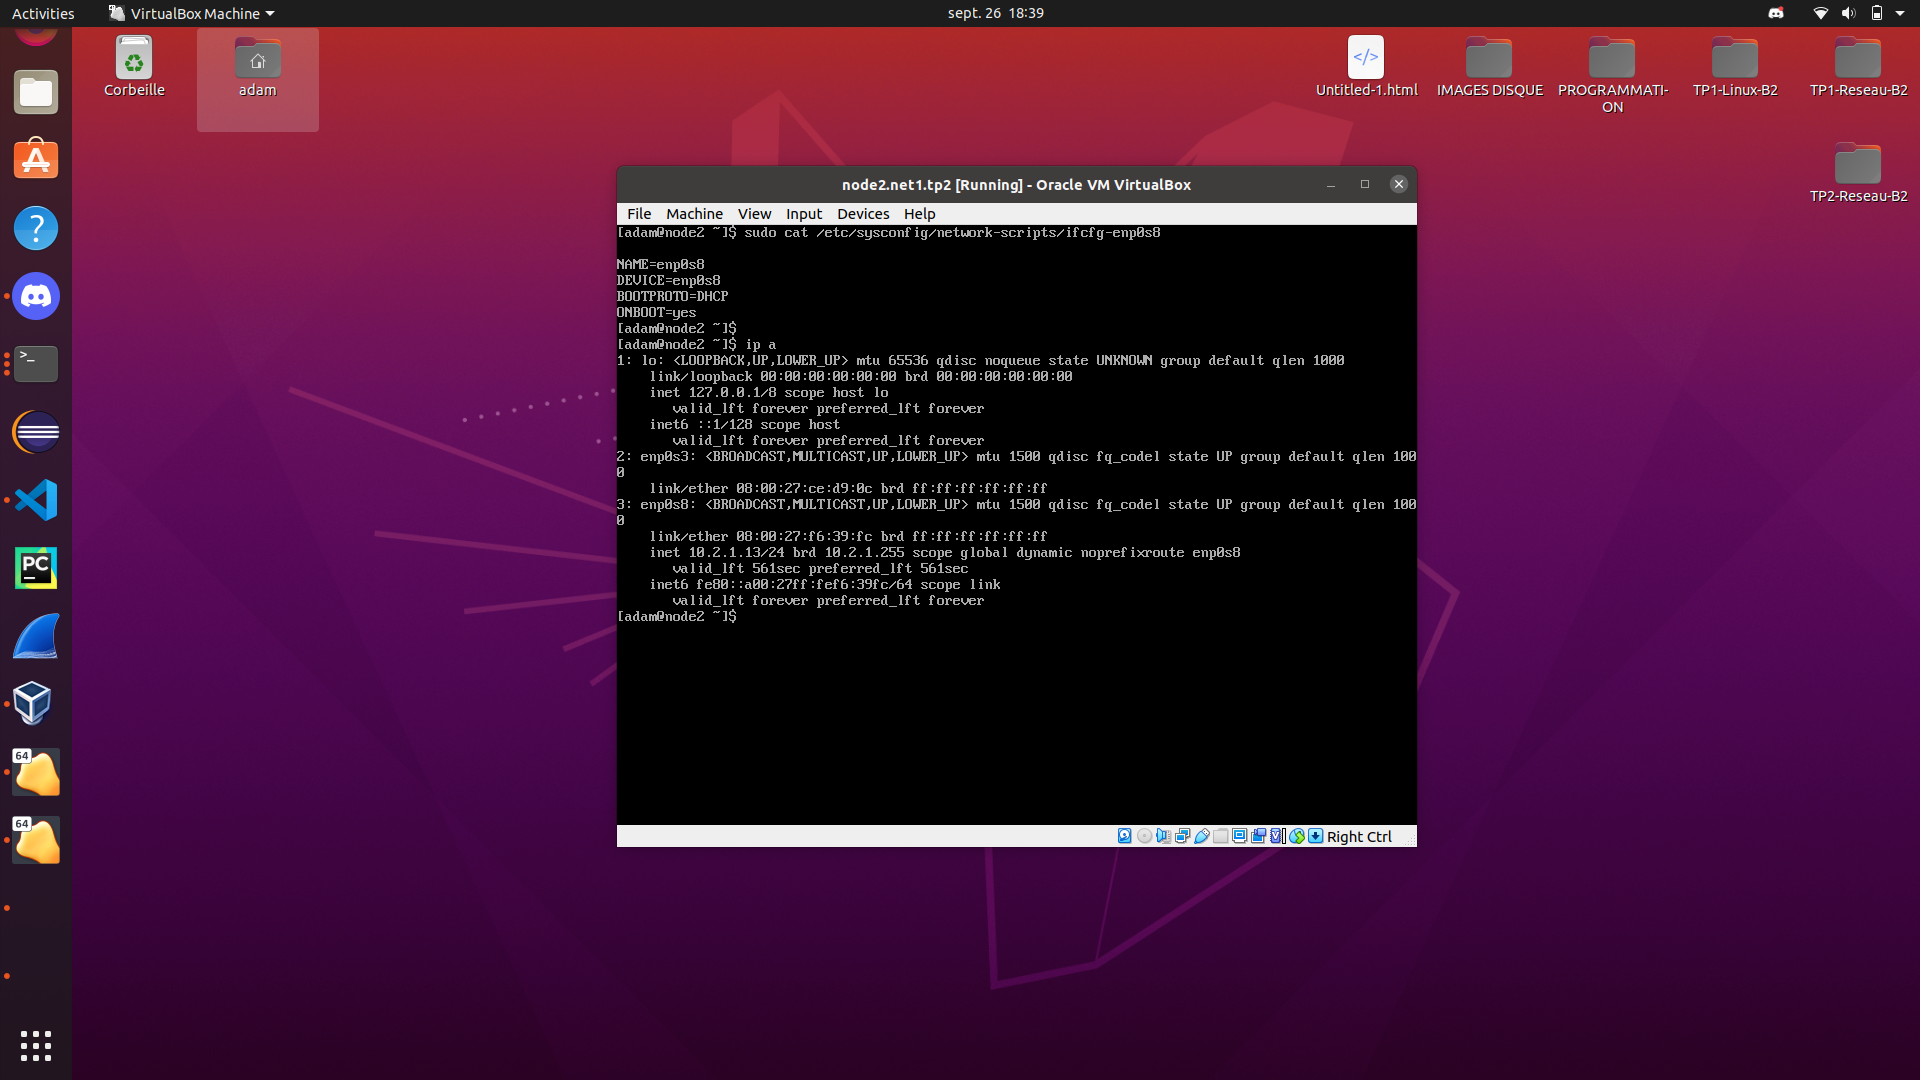 Activities
VirtualBox Machine
sept. 26 18:39
Corbeille
adam
Untitled-1.html
IMAGES DISQUE
PROGRAMMATI-
ON
TP1-Linux-B2
TP1-Reseau-B2
TP2-Reseau-B2
node2.net1.tp2 [Running] - Oracle VM VirtualBox
File Machine View Input Devices Help
[adam@node2 ~]$ sudo cat /etc/sysconfig/network-scripts/ifcfg-enp0s8
NAME=enp0s8
DEVICE=enp0s8
BOOTPROTO=DHCP
ONBOOT=yes
[adam@node2 ~]$
[adam@node2 ~]$ ip a
1: lo: <LOOPBACK,UP,LOWER_UP> mtu 65536 qdisc noqueue state UNKNOWN group default qlen 1000
link/loopback 00:00:00:00:00:00 brd 00:00:00:00:00:00
inet 127.0.0.1/8 scope host lo
valid_lft forever preferred_lft forever
inet6 ::1/128 scope host
valid_lft forever preferred_lft forever
2: enp0s3: <BROADCAST,MULTICAST,UP,LOWER_UP> mtu 1500 qdisc fq_codel state UP group default qlen 100
0
link/ether 08:00:27:ce:d9:0c brd ff:ff:ff:ff:ff:ff
3: enp0s8: <BROADCAST,MULTICAST,UP,LOWER_UP> mtu 1500 qdisc fq_codel state UP group default qlen 100
0
link/ether 08:00:27:f6:39:fc brd ff:ff:ff:ff:ff:ff
inet 10.2.1.13/24 brd 10.2.1.255 scope global dynamic noprefixroute enp0s8
valid_lft 561sec preferred_lft 561sec
inet6 fe80::a00:27ff:fef6:39fc/64 scope link
valid_lft forever preferred_lft forever
[adam@node2 ~]$
Right Ctrl
PC
64
64